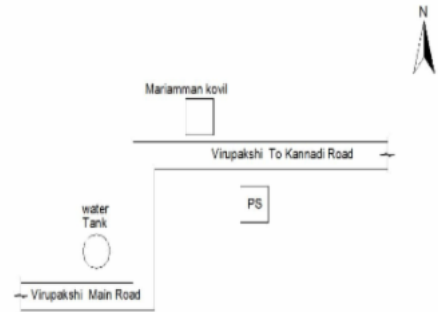 N
Mariamman kovil
Virupakshi To Kannadi Road
PS
water
Tank
Virupakshi Main Road